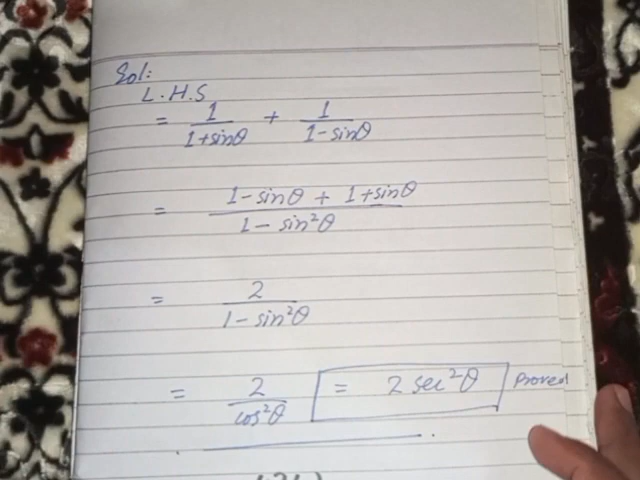 Sol:
L.H.S
= 1/(1+sinθ) + 1/(1-sinθ)
= (1-sinθ + 1+sinθ)/(1-sin²θ)
= 2/(1-sin²θ)
= 2/cos²θ = 2 sec²θ Proved